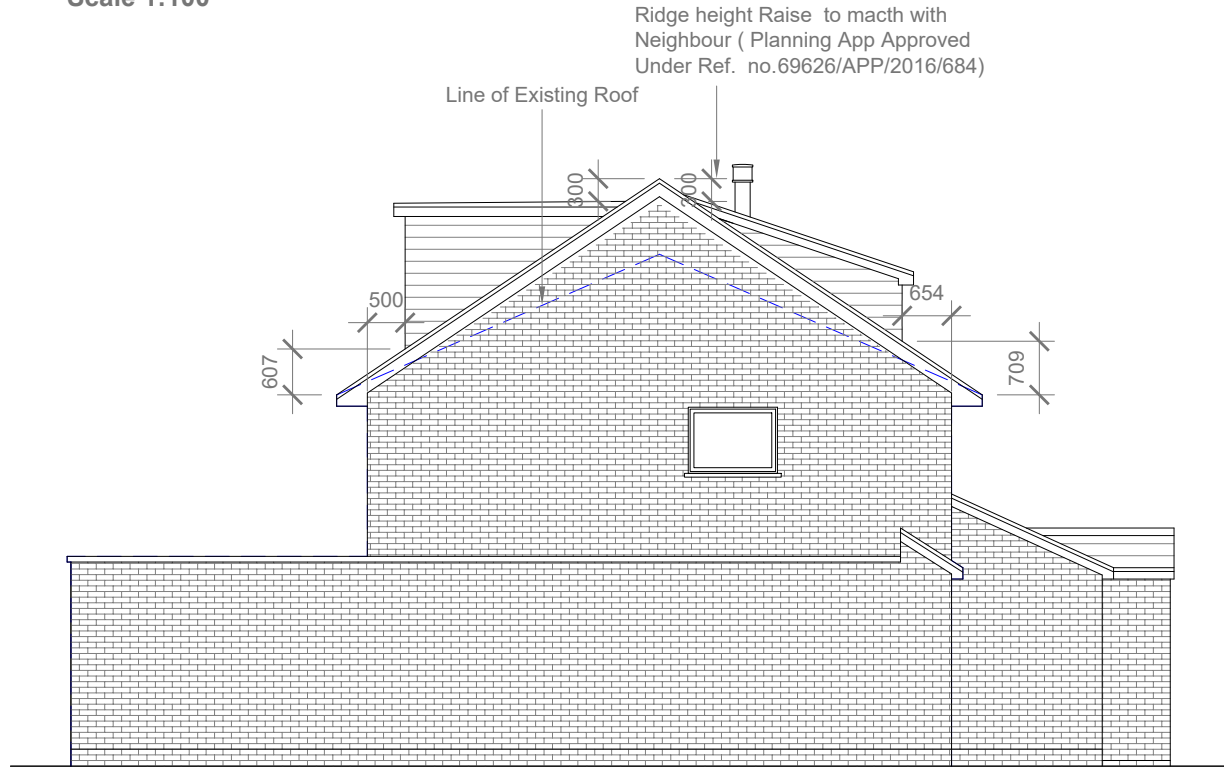 Scale 1:100
Ridge height Raise to macth with
Neighbour ( Planning App Approved
Under Ref. no.69626/APP/2016/684)
Line of Existing Roof
300
300
500
654
607
709